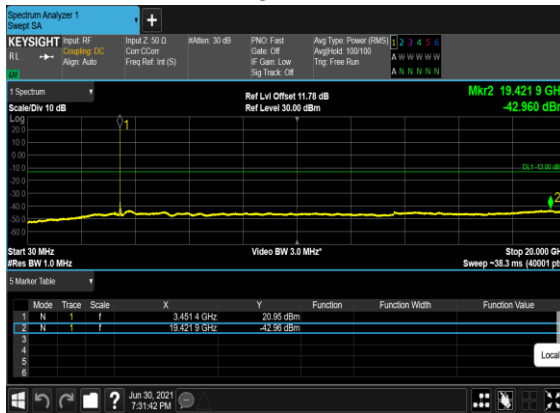 Spectrum Analyzer 1
Swept SA
+
KEYSIGHT Input: RF Input Z: 50 Ω #Atten: 30 dB PNO: Fast Avg Type: Power (RMS) 1 2 3 4 5 6
RL Coupling: DC Corr CCorr Gate: Off Avg|Hold: 100/100 A W W W W W
Align: Auto Freq Ref: Int (S) IF Gain: Low Trig: Free Run
Sig Track: Off A N N N N N
1 Spectrum Ref Lvl Offset 11.78 dB Mkr2 19.421 9 GH
Scale/Div 10 dB Ref Level 30.00 dBm -42.960 dBr
Log
20.0
10.0
0.00
-10.0
DL1 -13.00 dB
-20.0
-30.0
-40.0
-50.0
-60.0
1
2
Start 30 MHz Video BW 3.0 MHz* Stop 20.000 GH
#Res BW 1.0 MHz Sweep ~38.3 ms (40001 pt
5 Marker Table
Mode Trace Scale X Y Function Function Width Function Value
1 N 1 f 3.451 4 GHz 20.95 dBm
2 N 1 f 19.421 9 GHz -42.96 dBm
3
4
5
6
Local
? Jun 30, 2021
7:31:42 PM